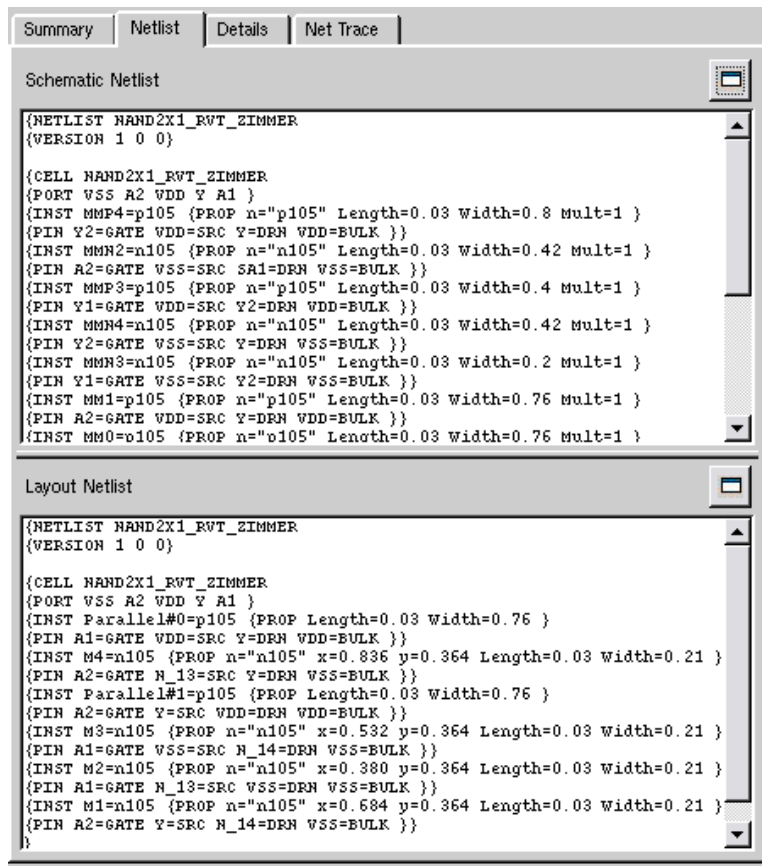 Summary Netlist Details Net Trace
Schematic Netlist
{NETLIST NAND2X1_RVT_ZIMMER
{VERSION 1 0 0}
{CELL NAND2X1_RVT_ZIMMER
{PORT VSS A2 VDD Y A1 }
{INST MMP4=p105 {PROP n="p105" Length=0.03 Width=0.8 Mult=1 }
{PIN Y2=GATE VDD=SRC Y=DRN VDD=BULK }}
{INST MMN2=n105 {PROP n="n105" Length=0.03 Width=0.42 Mult=1 }
{PIN A2=GATE VSS=SRC SA1=DRN VSS=BULK }}
{INST MMP3=p105 {PROP n="p105" Length=0.03 Width=0.4 Mult=1 }
{PIN Y1=GATE VDD=SRC Y2=DRN VDD=BULK }}
{INST MMN4=n105 {PROP n="n105" Length=0.03 Width=0.42 Mult=1 }
{PIN Y2=GATE VSS=SRC Y=DRN VSS=BULK }}
{INST MMN3=n105 {PROP n="n105" Length=0.03 Width=0.2 Mult=1 }
{PIN Y1=GATE VSS=SRC Y2=DRN VSS=BULK }}
{INST MM1=p105 {PROP n="p105" Length=0.03 Width=0.76 Mult=1 }
{PIN A2=GATE VDD=SRC Y=DRN VDD=BULK }}
{INST MM0=p105 {PROP n="p105" Length=0.03 Width=0.76 Mult=1 }
Layout Netlist
{NETLIST NAND2X1_RVT_ZIMMER
{VERSION 1 0 0}
{CELL NAND2X1_RVT_ZIMMER
{PORT VSS A2 VDD Y A1 }
{INST Parallel#0=p105 {PROP Length=0.03 Width=0.76 }
{PIN A1=GATE VDD=SRC Y=DRN VDD=BULK }}
{INST M4=n105 {PROP n="n105" x=0.836 y=0.364 Length=0.03 Width=0.21 }
{PIN A2=GATE N_13=SRC Y=DRN VSS=BULK }}
{INST Parallel#1=p105 {PROP Length=0.03 Width=0.76 }
{PIN A2=GATE Y=SRC VDD=DRN VDD=BULK }}
{INST M3=n105 {PROP n="n105" x=0.532 y=0.364 Length=0.03 Width=0.21 }
{PIN A1=GATE VSS=SRC N_14=DRN VSS=BULK }}
{INST M2=n105 {PROP n="n105" x=0.380 y=0.364 Length=0.03 Width=0.21 }
{PIN A1=GATE N_13=SRC VSS=DRN VSS=BULK }}
{INST M1=n105 {PROP n="n105" x=0.684 y=0.364 Length=0.03 Width=0.21 }
{PIN A2=GATE Y=SRC N_14=DRN VSS=BULK }}
}